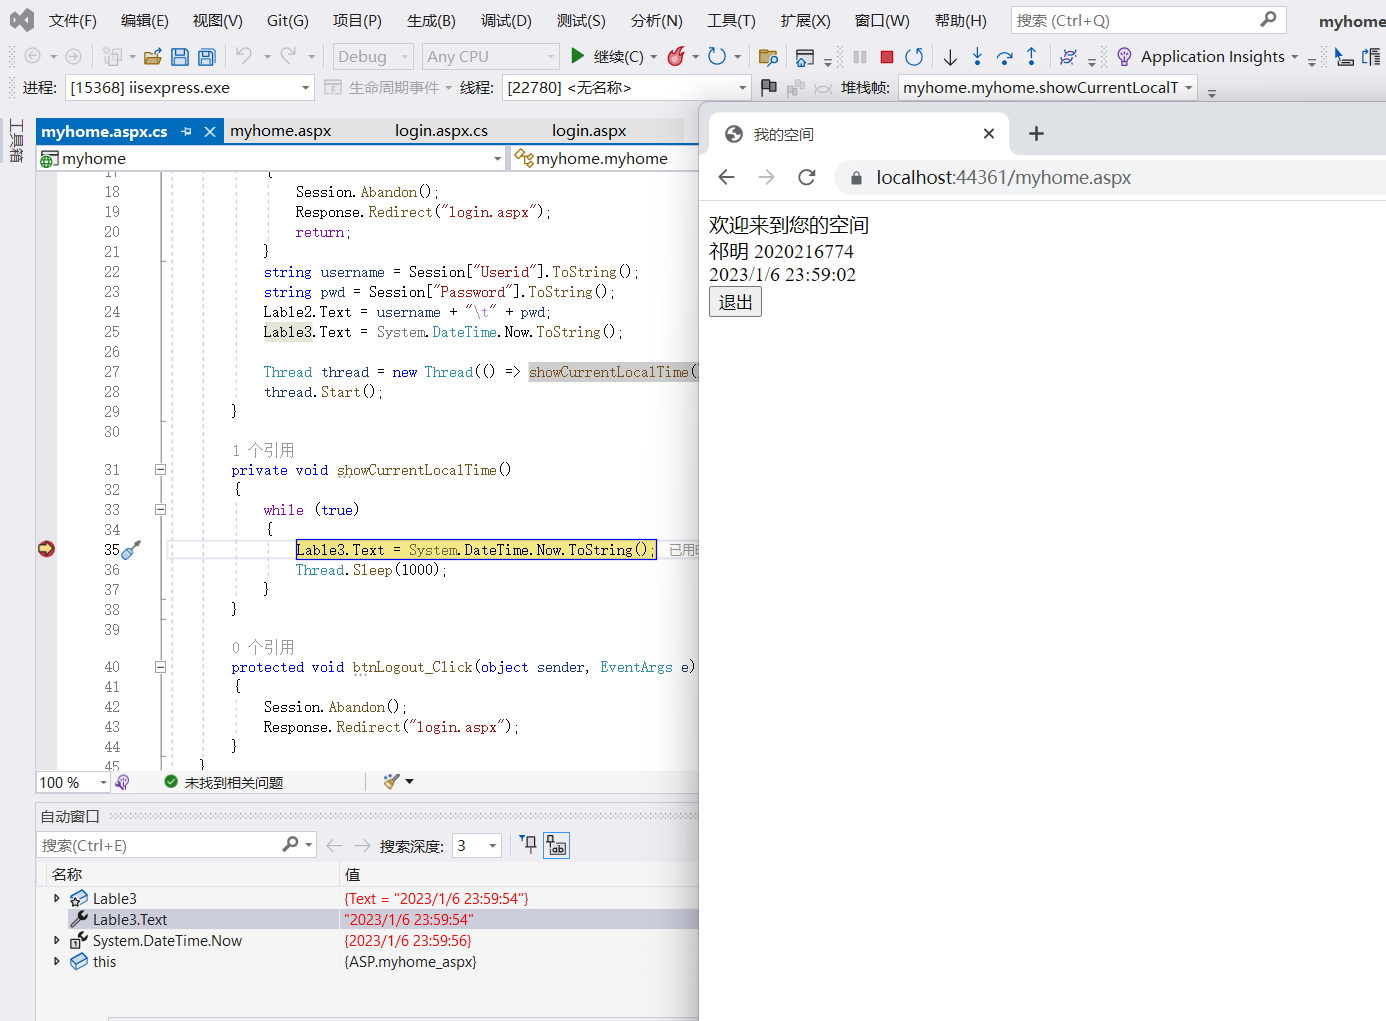 文件(F) 编辑(E) 视图(V) Git(G) 项目(P) 生成(B) 调试(D) 测试(S) 分析(N) 工具(T) 扩展(X) 窗口(W) 帮助(H) 搜索 (Ctrl+Q) myhome
Debug Any CPU 继续(C) Application Insights
进程: [15368] iisexpress.exe 生命周期事件 线程: [22780] <无名称> 堆栈帧: myhome.myhome.showCurrentLocalT
工具箱
myhome.aspx.cs myhome.aspx login.aspx.cs login.aspx
myhome myhome.myhome
17 {
18 Session.Abandon();
19 Response.Redirect("login.aspx");
20 return;
21 }
22 string username = Session["Userid"].ToString();
23 string pwd = Session["Password"].ToString();
24 Lable2.Text = username + "\t" + pwd;
25 Lable3.Text = System.DateTime.Now.ToString();
26
27 Thread thread = new Thread(() => showCurrentLocalTime(
28 thread.Start();
29 }
30
1 个引用
31 private void showCurrentLocalTime()
32 {
33 while (true)
34 {
35 Lable3.Text = System.DateTime.Now.ToString(); 已用
36 Thread.Sleep(1000);
37 }
38 }
39
0 个引用
40 protected void btnLogout_Click(object sender, EventArgs e)
41 {
42 Session.Abandon();
43 Response.Redirect("login.aspx");
44 }
45 }
100 % 未找到相关问题
自动窗口
搜索(Ctrl+E) 搜索深度: 3
名称 值
Lable3 {Text = "2023/1/6 23:59:54"}
Lable3.Text "2023/1/6 23:59:54"
System.DateTime.Now {2023/1/6 23:59:56}
this {ASP.myhome_aspx}
我的空间
localhost:44361/myhome.aspx
欢迎来到您的空间
祁明 2020216774
2023/1/6 23:59:02
退出